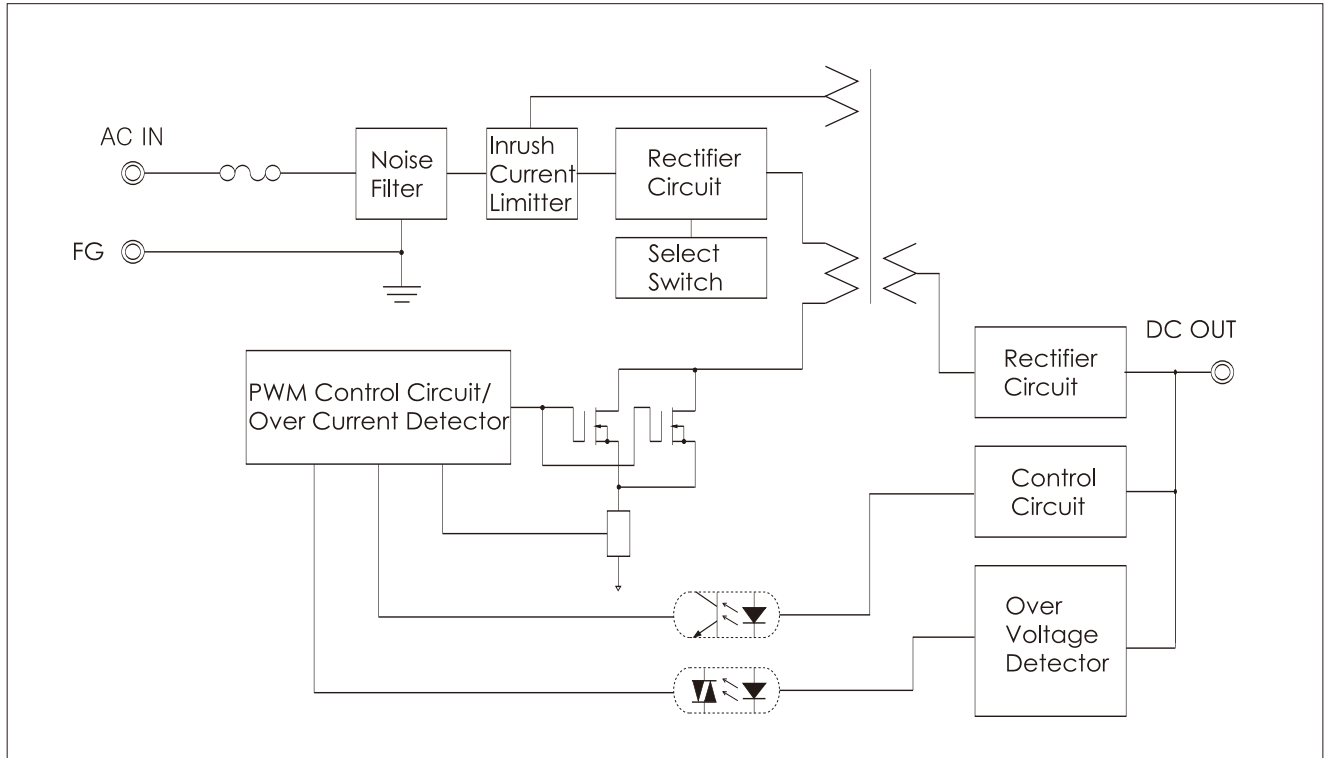 AC IN
Noise
Filter
Inrush
Current
Limitter
Rectifier
Circuit
FG
Select
Switch
DC OUT
Rectifier
Circuit
PWM Control Circuit/
Over Current Detector
Control
Circuit
Over
Voltage
Detector